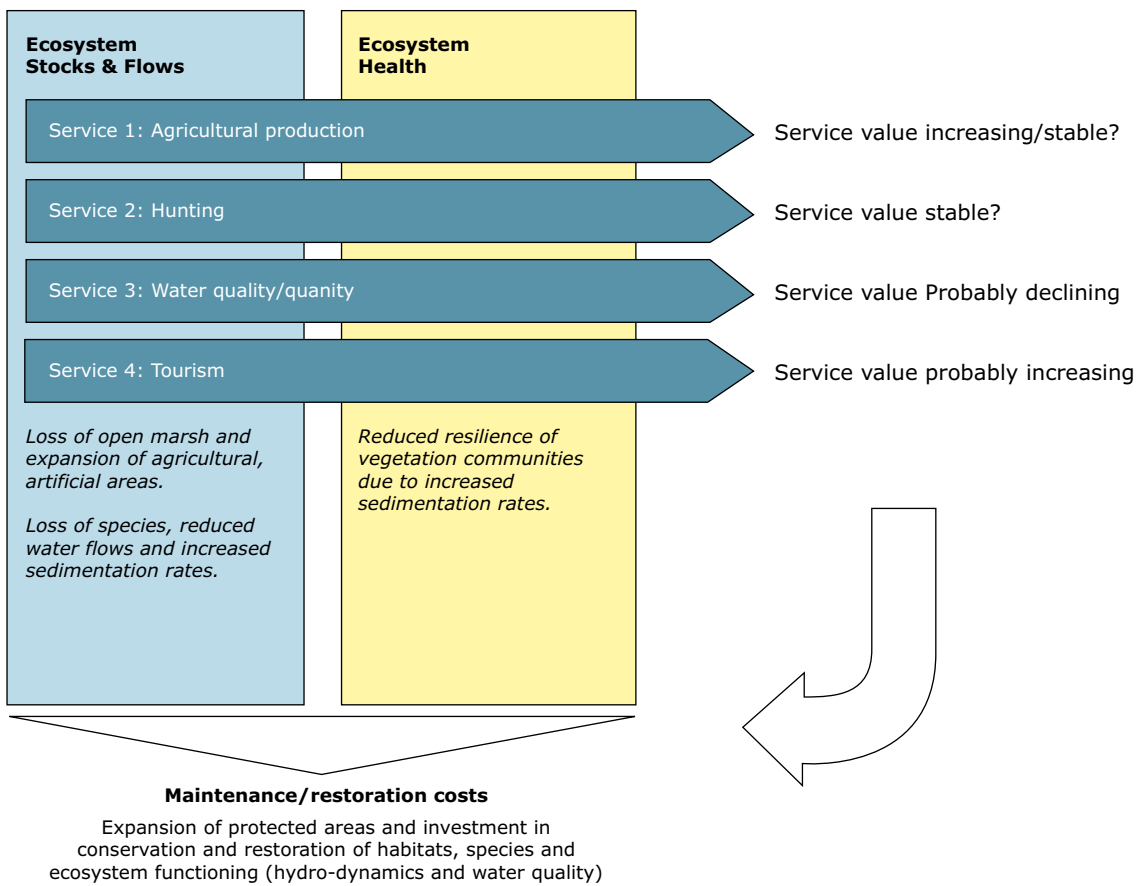 Ecosystem
Stocks & Flows
Ecosystem
Health
Service 1: Agricultural production
Service value increasing/stable?
Service 2: Hunting
Service value stable?
Service 3: Water quality/quanity
Service value Probably declining
Service 4: Tourism
Service value probably increasing
Loss of open marsh and
expansion of agricultural,
artificial areas.
Loss of species, reduced
water flows and increased
sedimentation rates.
Reduced resilience of
vegetation communities
due to increased
sedimentation rates.
Maintenance/restoration costs
Expansion of protected areas and investment in
conservation and restoration of habitats, species and
ecosystem functioning (hydro-dynamics and water quality)